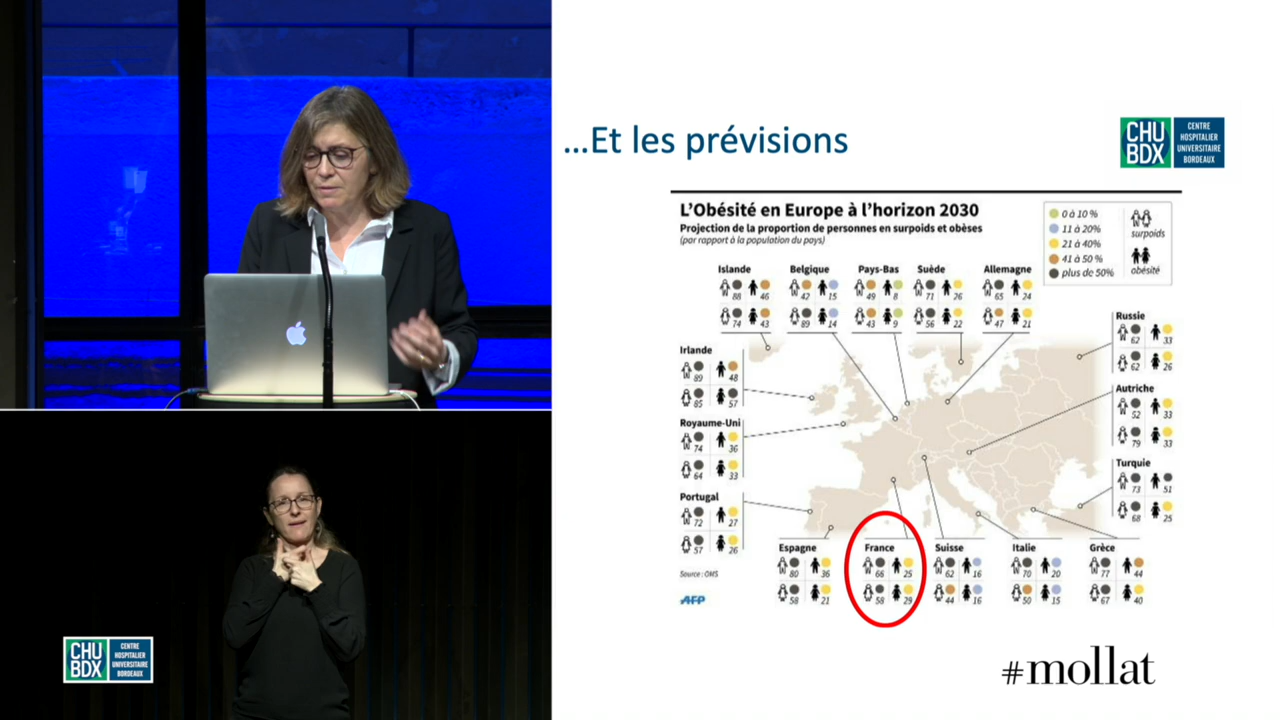 ...Et les prévisions
CHU
BDX
CENTRE
HOSPITALIER
UNIVERSITAIRE
BORDEAUX
L'Obésité en Europe à l'horizon 2030
Projection de la proportion de personnes en surpoids et obèses
(par rapport à la population du pays)
0 à 10 %
11 à 20%
21 à 40%
41 à 50 %
plus de 50%
surpoids
obésité
Islande
88 46
74 43
Belgique
42 15
89 14
Pays-Bas
49 8
43 9
Suède
71 26
56 22
Allemagne
65 24
47 21
Irlande
89 48
85 57
Royaume-Uni
74 36
64 33
Portugal
72 27
57 26
Russie
62 33
62 26
Autriche
52 33
79 33
Turquie
73 51
68 25
Espagne
80 36
58 21
France
66 25
58 29
Suisse
62 16
44 16
Italie
70 20
50 15
Grèce
77 44
67 40
Source : OMS
AFP
#mollat
CHU
BDX
CENTRE
HOSPITALIER
UNIVERSITAIRE
BORDEAUX